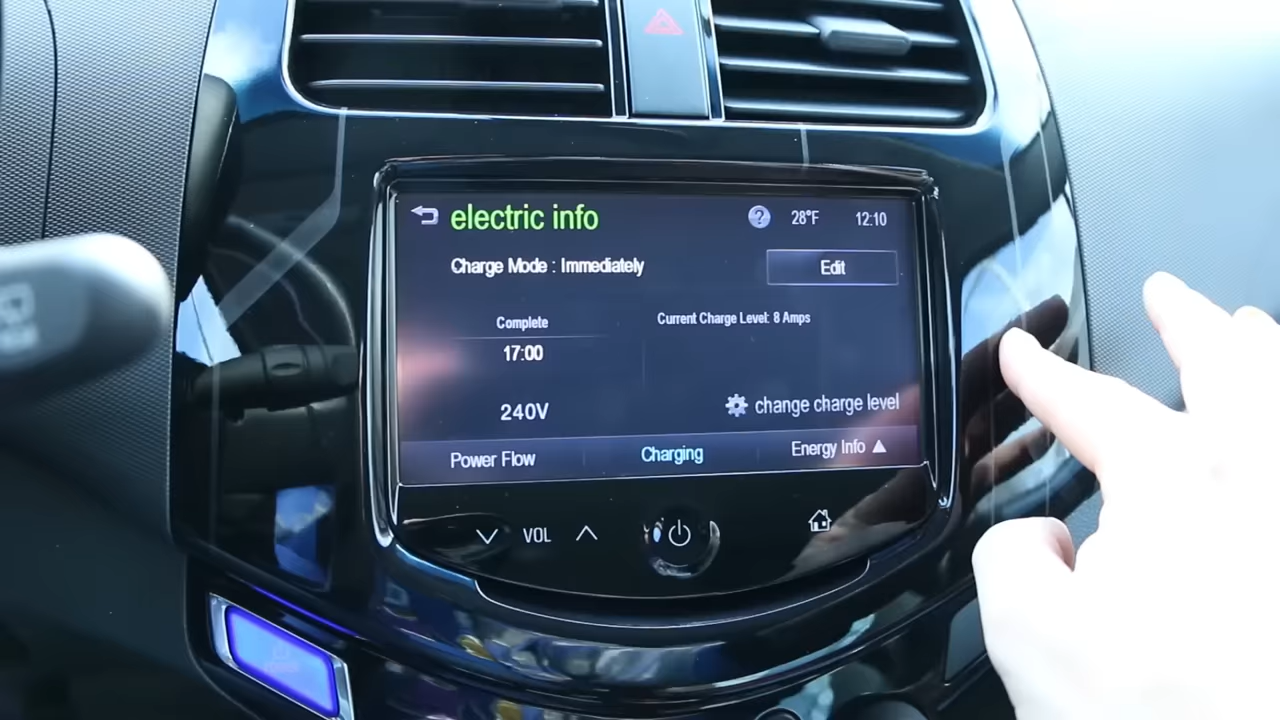 electric info ? 28°F 12:10
Charge Mode : Immediately Edit
Complete Current Charge Level: 8 Amps
17:00
240V change charge level
Power Flow Charging Energy Info ▲
VOL